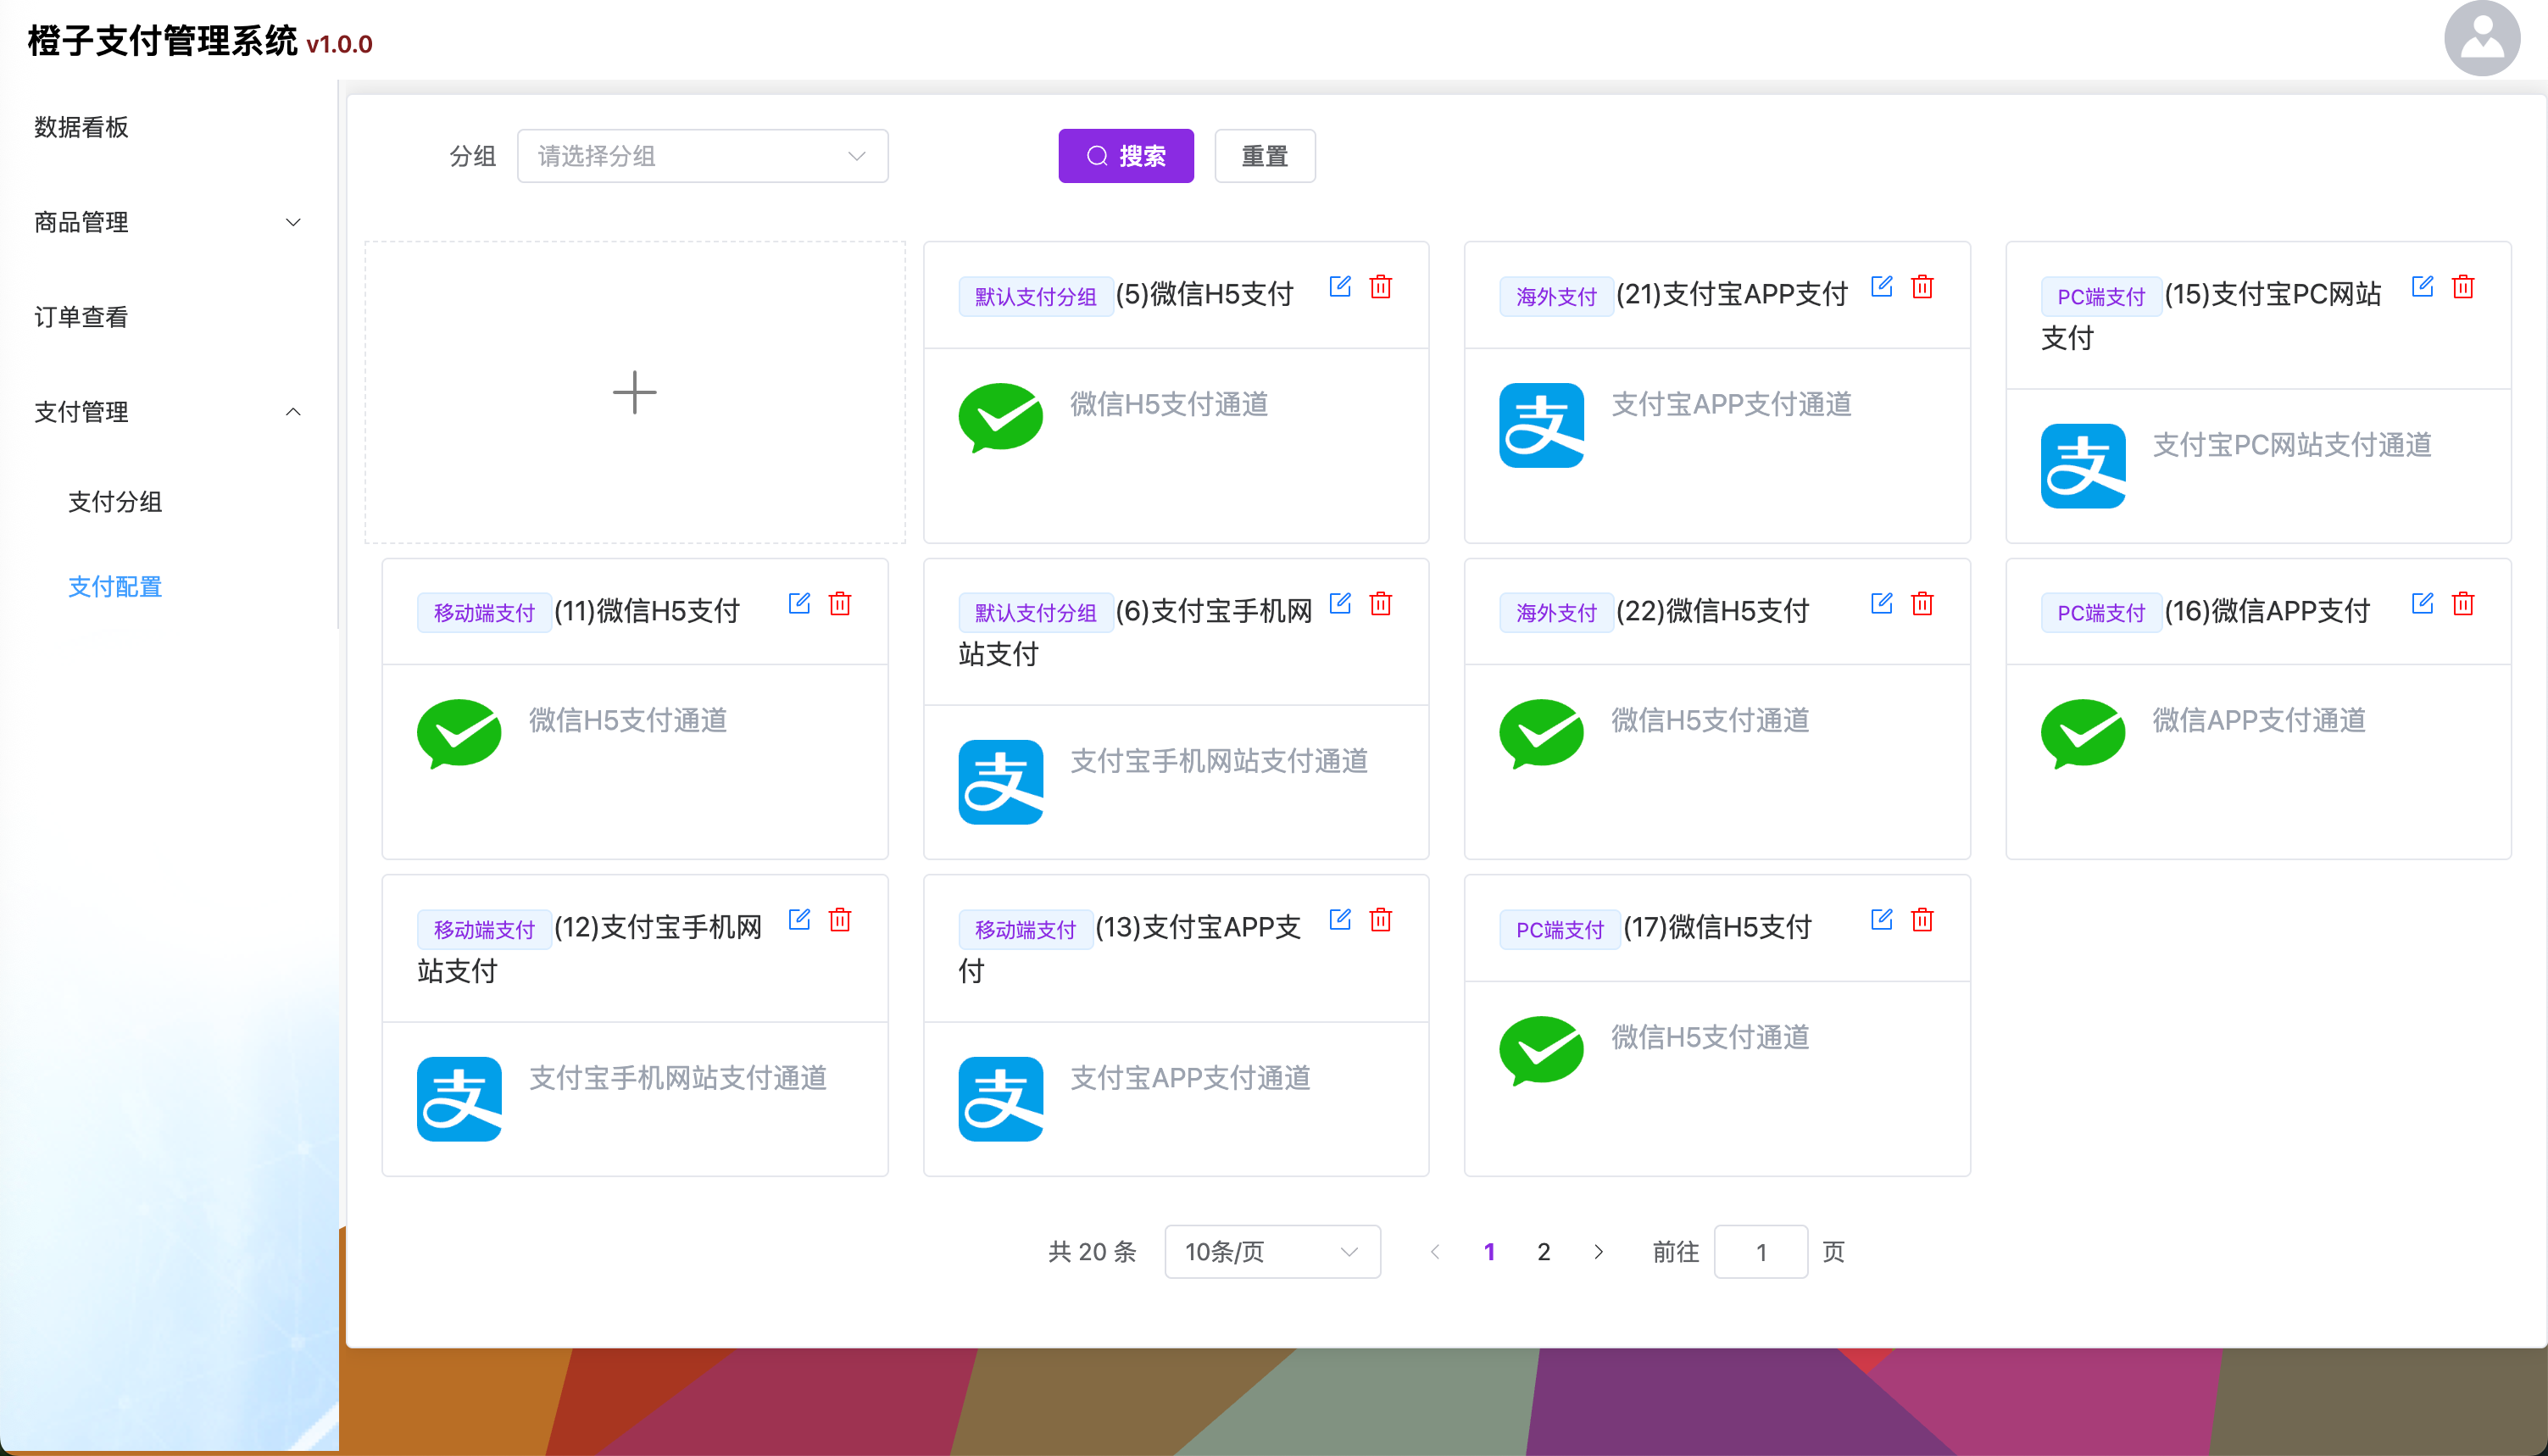 橙子支付管理系统 v1.0.0
数据看板
商品管理
订单查看
支付管理
支付分组
支付配置
分组 请选择分组 搜索 重置
默认支付分组 (5)微信H5支付
微信H5支付通道
海外支付 (21)支付宝APP支付
支付宝APP支付通道
PC端支付 (15)支付宝PC网站
支付
支付宝PC网站支付通道
移动端支付 (11)微信H5支付
微信H5支付通道
默认支付分组 (6)支付宝手机网
站支付
支付宝手机网站支付通道
海外支付 (22)微信H5支付
微信H5支付通道
PC端支付 (16)微信APP支付
微信APP支付通道
移动端支付 (12)支付宝手机网
站支付
支付宝手机网站支付通道
移动端支付 (13)支付宝APP支
付
支付宝APP支付通道
PC端支付 (17)微信H5支付
微信H5支付通道
共 20 条 10条/页 1 2 前往 1 页